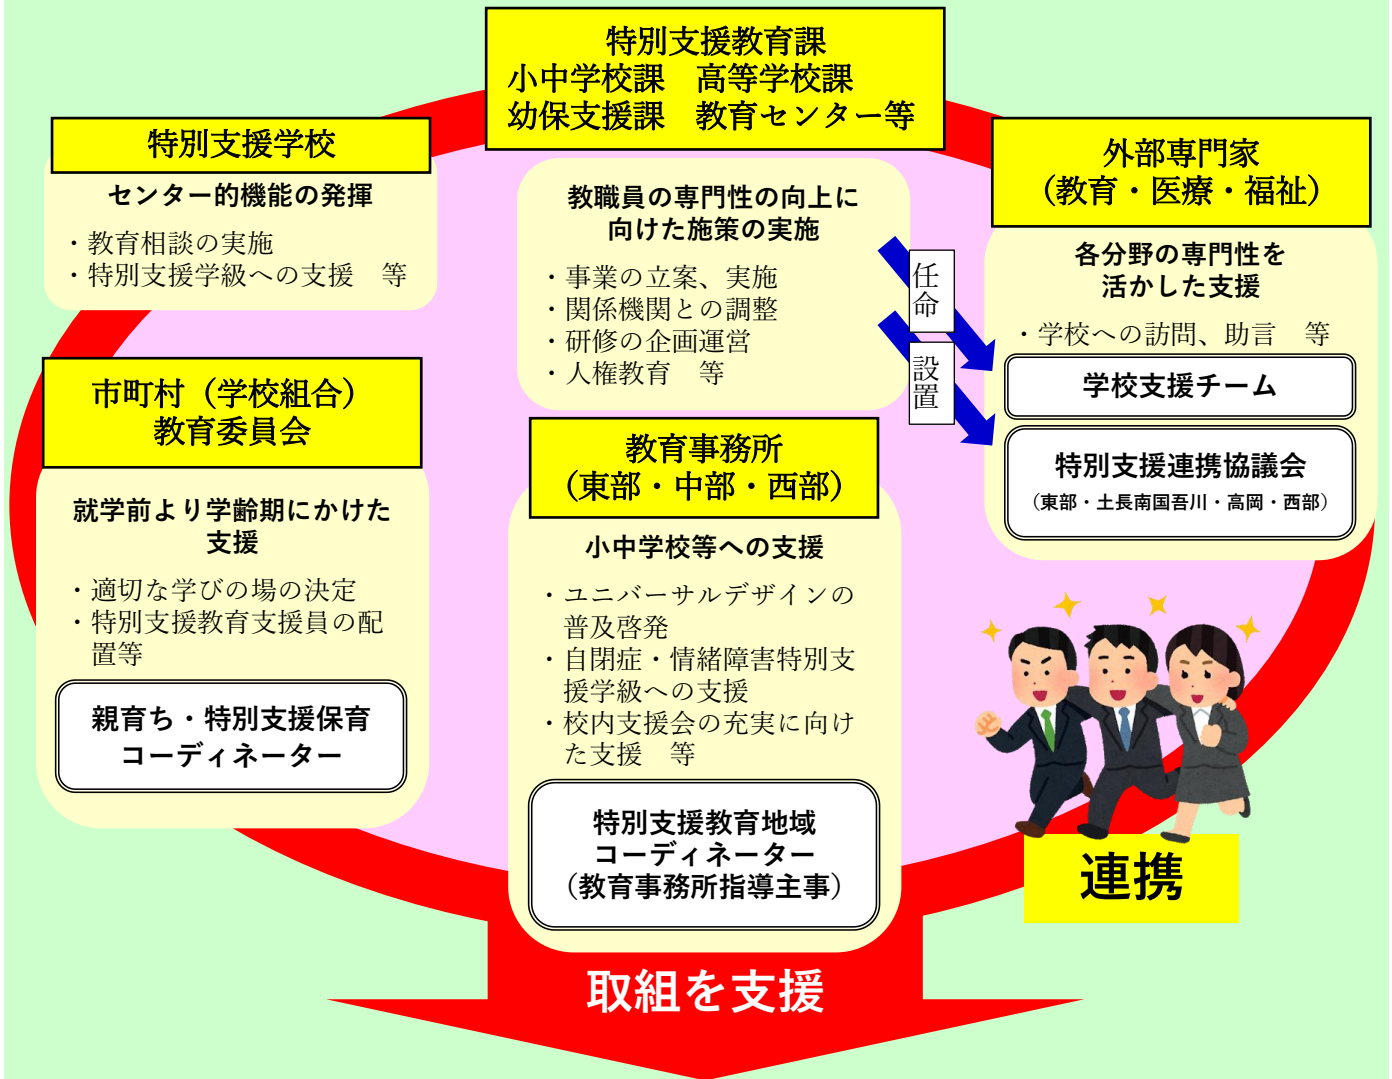 特別支援教育課
小中学校課　高等学校課
幼保支援課　教育センター等
教職員の専門性の向上に
向けた施策の実施
・事業の立案、実施
・関係機関との調整
・研修の企画運営
・人権教育　等
特別支援学校
センター的機能の発揮
・教育相談の実施
・特別支援学級への支援　等
外部専門家
（教育・医療・福祉）
各分野の専門性を
活かした支援
・学校への訪問、助言　等
任命
設置
学校支援チーム
特別支援連携協議会
（東部・土長南国吾川・高岡・西部）
市町村（学校組合）
教育委員会
就学前より学齢期にかけた
支援
・適切な学びの場の決定
・特別支援教育支援員の配
置等
親育ち・特別支援保育
コーディネーター
教育事務所
（東部・中部・西部）
小中学校等への支援
・ユニバーサルデザインの
普及啓発
・自閉症・情緒障害特別支
援学級への支援
・校内支援会の充実に向け
た支援　等
特別支援教育地域
コーディネーター
（教育事務所指導主事）
連携
取組を支援